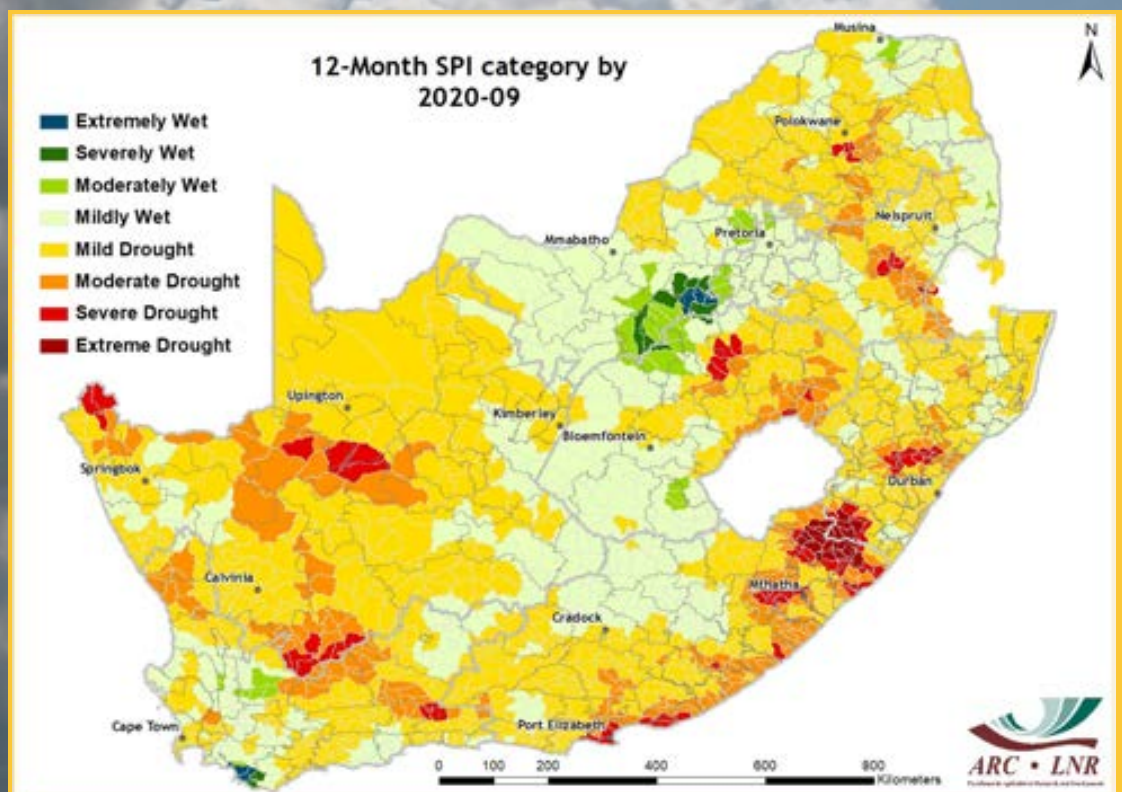 12-Month SPI category by
2020-09
N
Extremely Wet
Severely Wet
Moderately Wet
Mildly Wet
Mild Drought
Moderate Drought
Severe Drought
Extreme Drought
Musina
Polokwane
Nelspruit
Pretoria
Mmabatho
Upington
Kimberley
Bloemfontein
Springbok
Durban
Calvinia
Mthatha
Cradock
Port Elizabeth
Cape Town
0 200 400 600 800
Kilometers
ARC • LNR